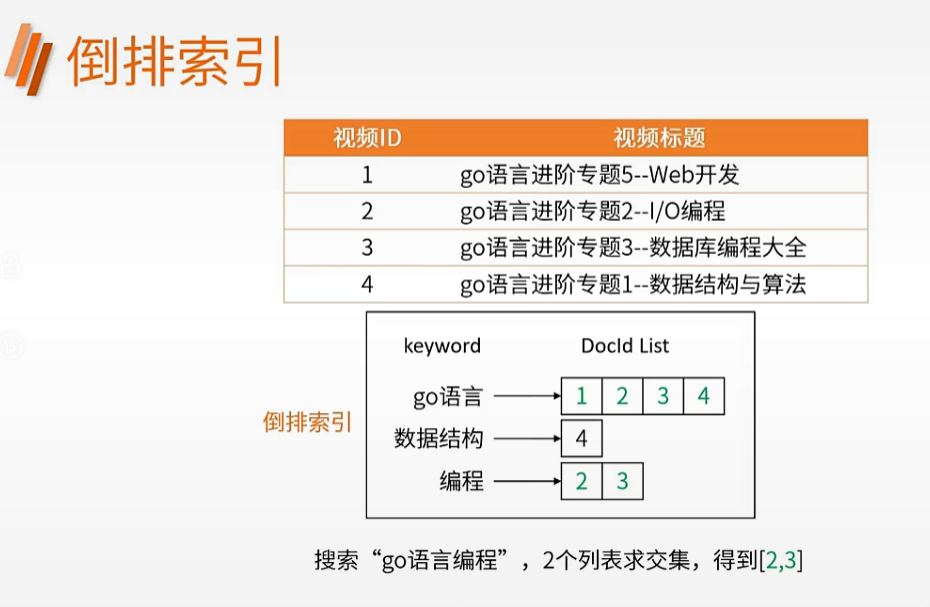 倒排索引
视频ID 视频标题
1 go语言进阶专题5--Web开发
2 go语言进阶专题2--I/O编程
3 go语言进阶专题3--数据库编程大全
4 go语言进阶专题1--数据结构与算法
keyword DocId List
go语言 1 2 3 4
倒排索引
数据结构 4
编程 2 3
搜索“go语言编程”，2个列表求交集，得到[2,3]